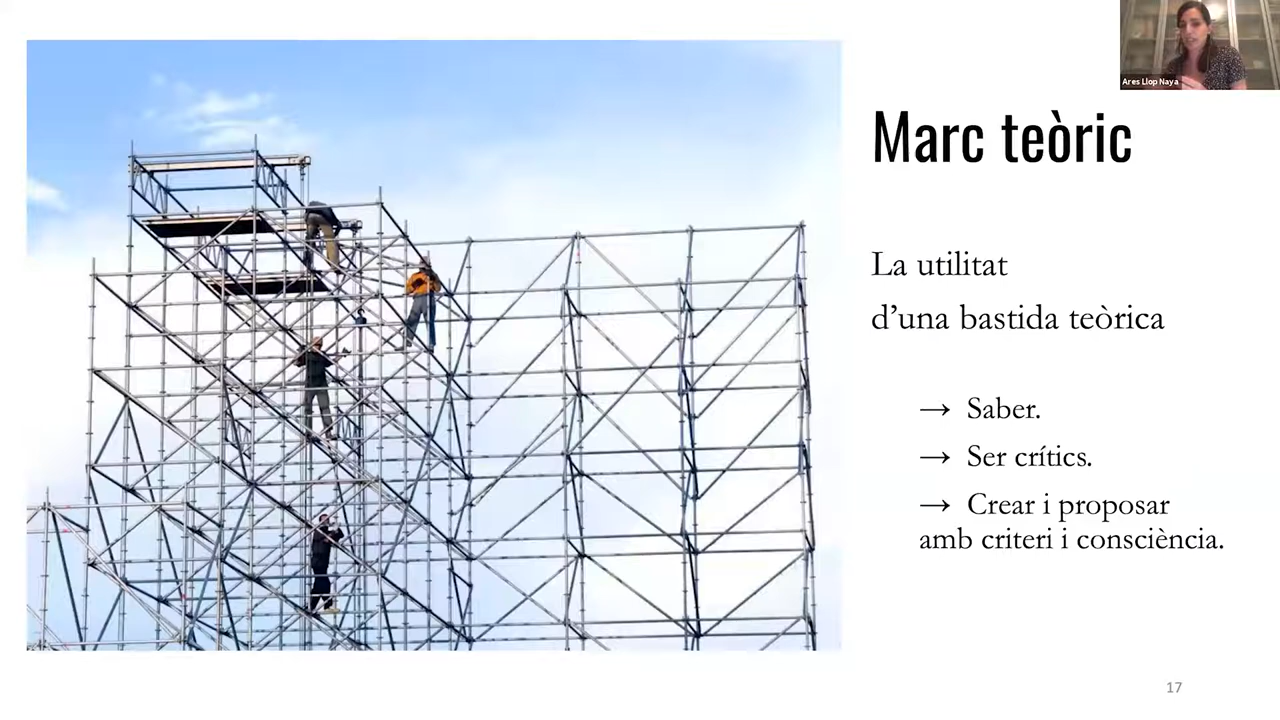 Ares Llop Naya
Marc teòric
La utilitat
d’una bastida teòrica
→ Saber.
→ Ser crítics.
→ Crear i proposar
amb criteri i consciència.
17